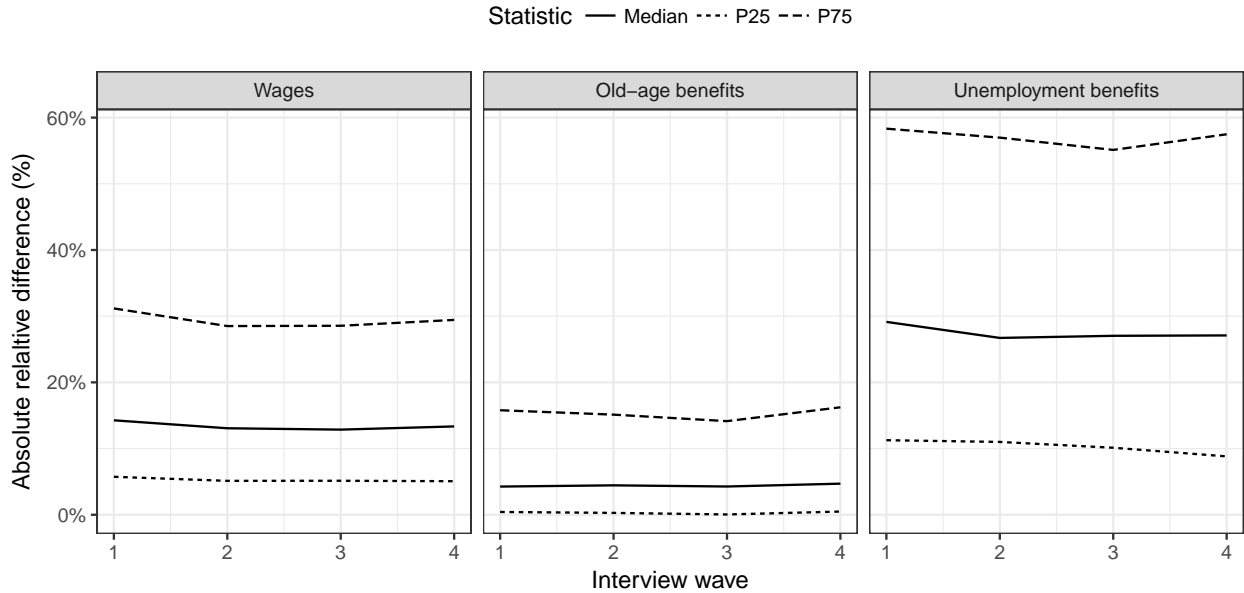 Statistic Median P25 P75
Wages Old−age benefits Unemployment benefits
Absolute relaltive difference (%)
60%
40%
20%
0%
1 2 3 4 1 2 3 4 1 2 3 4
Interview wave